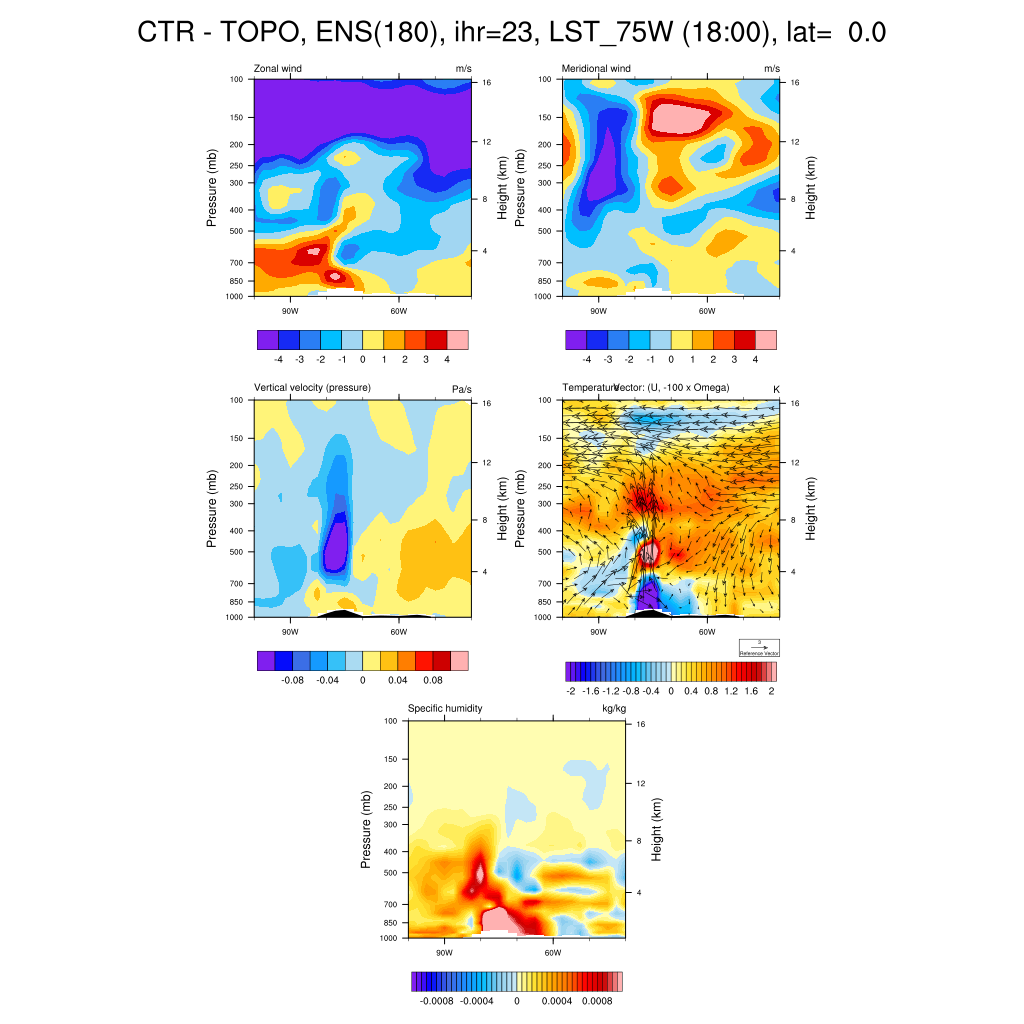 CTR - TOPO, ENS(180), ihr=23, LST_75W (18:00), lat= 0.0
Zonal wind m/s
Pressure (mb)
100
150
200
250
300
400
500
700
850
1000
16
12
8
4
Height (km)
90W 60W
-4 -3 -2 -1 0 1 2 3 4
Meridional wind m/s
Pressure (mb)
100
150
200
250
300
400
500
700
850
1000
16
12
8
4
Height (km)
90W 60W
-4 -3 -2 -1 0 1 2 3 4
Vertical velocity (pressure) Pa/s
Pressure (mb)
100
150
200
250
300
400
500
700
850
1000
16
12
8
4
Height (km)
90W 60W
-0.08 -0.04 0 0.04 0.08
Temperature Vector: (U, -100 x Omega) K
Pressure (mb)
100
150
200
250
300
400
500
700
850
1000
16
12
8
4
Height (km)
90W 60W
3
Reference Vector
-2 -1.6 -1.2 -0.8 -0.4 0 0.4 0.8 1.2 1.6 2
Specific humidity kg/kg
Pressure (mb)
100
150
200
250
300
400
500
700
850
1000
16
12
8
4
Height (km)
90W 60W
-0.0008 -0.0004 0 0.0004 0.0008